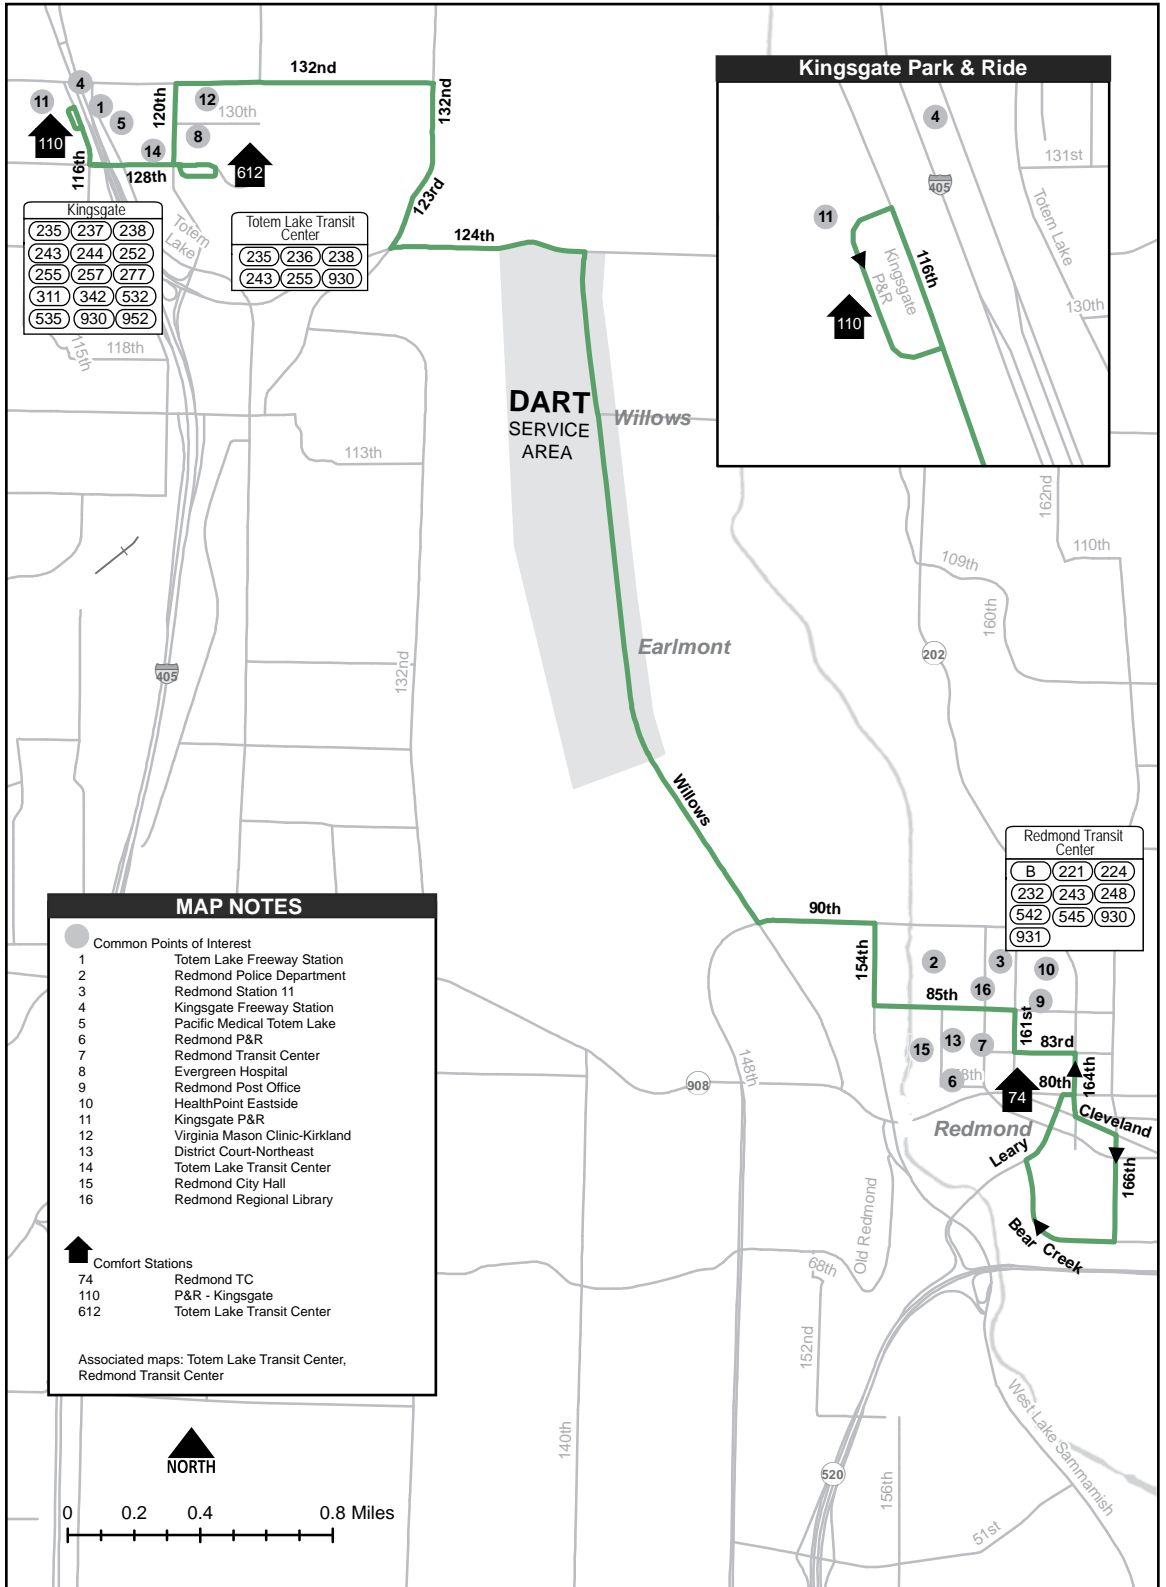 132nd
4
11
1
5
120th
12
130th
8
132nd
110
14
116th
128th
612
123rd
124th
Kingsgate
235 237 238
243 244 252
255 257 277
311 342 532
535 930 952
Totem
Lake
Totem Lake Transit
Center
235 236 238
243 255 930
115th
118th
113th
DART
SERVICE
AREA
Willows
Kingsgate Park & Ride
4
131st
405
11
Totem Lake
116th
Kingsgate
P&R
110
130th
162nd
110th
109th
160th
202
Earlmont
405
132nd
Willows
Redmond Transit
Center
B 221 224
232 243 248
542 545 930
931
90th
154th
2
3
10
16
85th
9
161st
15
13
7
83rd
6
8th
80th
164th
74
Cleveland
Redmond
Leary
166th
Bear Creek
148th
908
Old Redmond
68th
152nd
West Lake Sammamish
140th
520
156th
51st
MAP NOTES
Common Points of Interest
1 Totem Lake Freeway Station
2 Redmond Police Department
3 Redmond Station 11
4 Kingsgate Freeway Station
5 Pacific Medical Totem Lake
6 Redmond P&R
7 Redmond Transit Center
8 Evergreen Hospital
9 Redmond Post Office
10 HealthPoint Eastside
11 Kingsgate P&R
12 Virginia Mason Clinic-Kirkland
13 District Court-Northeast
14 Totem Lake Transit Center
15 Redmond City Hall
16 Redmond Regional Library
Comfort Stations
74 Redmond TC
110 P&R - Kingsgate
612 Totem Lake Transit Center
Associated maps: Totem Lake Transit Center,
Redmond Transit Center
NORTH
0 0.2 0.4 0.8 Miles